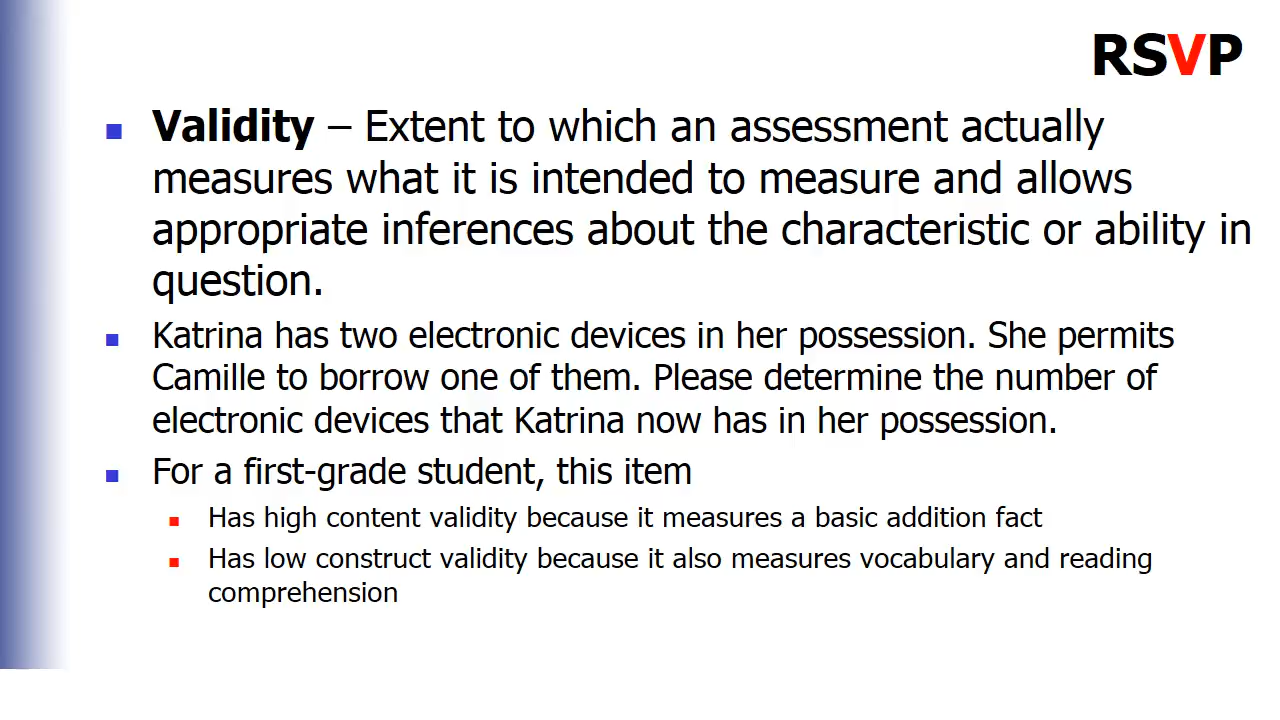 RSVP
Validity – Extent to which an assessment actually
measures what it is intended to measure and allows
appropriate inferences about the characteristic or ability in
question.
Katrina has two electronic devices in her possession. She permits
Camille to borrow one of them. Please determine the number of
electronic devices that Katrina now has in her possession.
For a first-grade student, this item
Has high content validity because it measures a basic addition fact
Has low construct validity because it also measures vocabulary and reading
comprehension